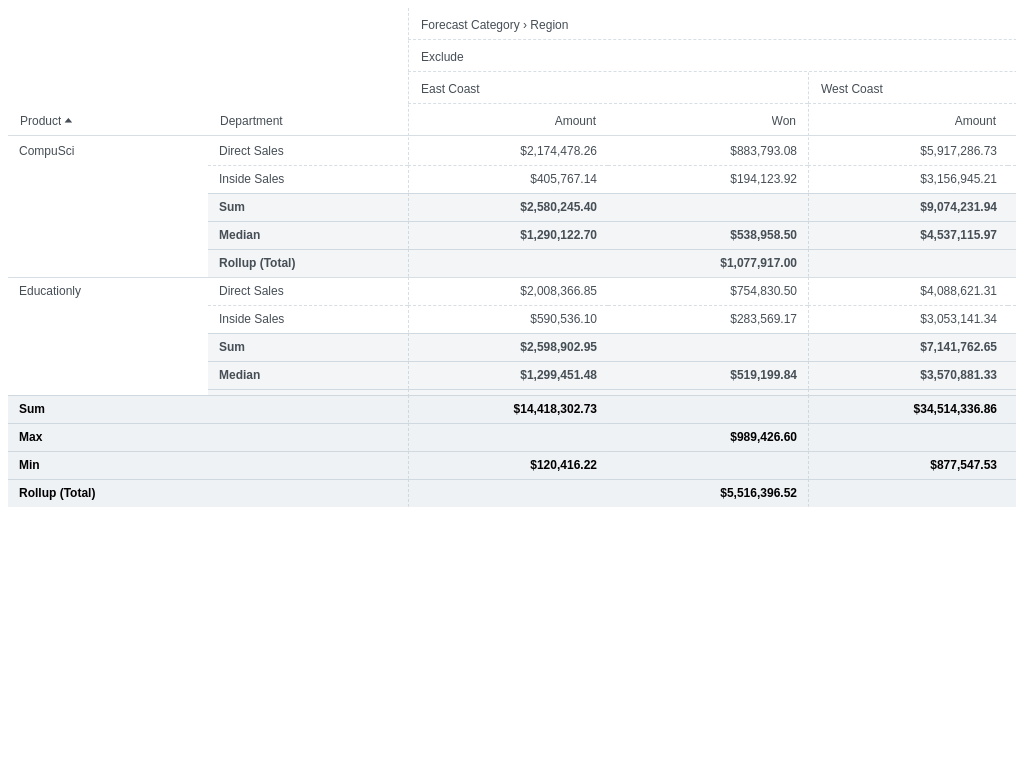 Forecast Category › Region
Exclude
East Coast West Coast
Product Department Amount Won Amount
CompuSci Direct Sales $2,174,478.26 $883,793.08 $5,917,286.73
Inside Sales $405,767.14 $194,123.92 $3,156,945.21
Sum $2,580,245.40 $9,074,231.94
Median $1,290,122.70 $538,958.50 $4,537,115.97
Rollup (Total) $1,077,917.00
Educationly Direct Sales $2,008,366.85 $754,830.50 $4,088,621.31
Inside Sales $590,536.10 $283,569.17 $3,053,141.34
Sum $2,598,902.95 $7,141,762.65
Median $1,299,451.48 $519,199.84 $3,570,881.33
Sum $14,418,302.73 $34,514,336.86
Max $989,426.60
Min $120,416.22 $877,547.53
Rollup (Total) $5,516,396.52